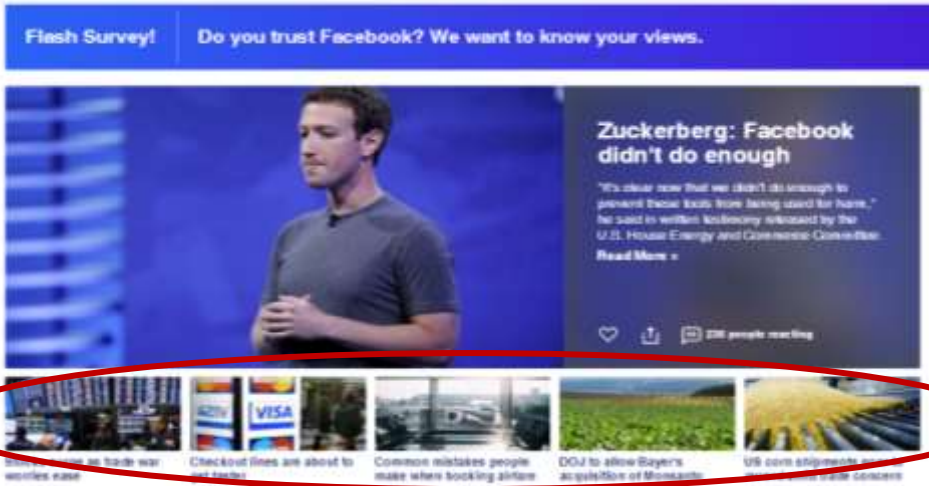 Flash Survey!
Do you trust Facebook? We want to know your views.
Zuckerberg: Facebook
didn't do enough
"It's clear now that we didn't do enough to
prevent these tools from being used for harm,"
he said in written testimony released by the
U.S. House Energy and Commerce Committee.
Read More »
people reacting
VISA
as trade war
worries ease
Checkout lines are about to
get faster
Common mistakes people
make when booking airfare
DOJ to allow Bayer's
acquisition of Monsanto
US corn shipments
trade concern